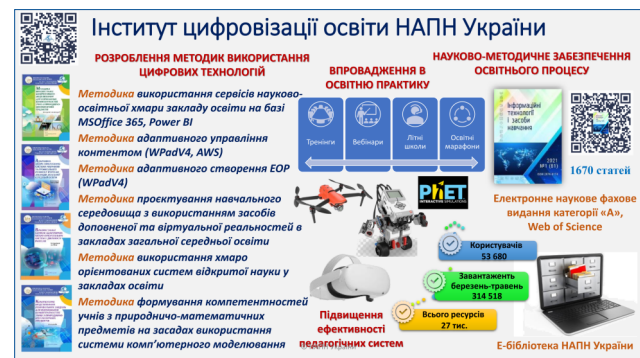 Інститут цифровізації освіти НАПН України
РОЗРОБЛЕННЯ МЕТОДИК ВИКОРИСТАННЯ
ЦИФРОВИХ ТЕХНОЛОГІЙ
Методика використання сервісів науково-
освітньої хмари закладу освіти на базі
MSOffice 365, Power BI
Методика адаптивного управління
контентом (WPadV4, AWS)
Методика адаптивного створення ЕОР
(WPadV4)
Методика проєктування навчального
середовища з використанням засобів
доповненої та віртуальної реальностей в
закладах загальної середньої освіти
Методика використання хмаро
орієнтованих систем відкритої науки у
закладах освіти
Методика формування компетентностей
учнів з природничо-математичних
предметів на засадах використання
системи комп’ютерного моделювання
ВПРОВАДЖЕННЯ В
ОСВІТНЮ ПРАКТИКУ
Тренінги
Вебінари
Літні
школи
Освітні
марафони
PhET
INTERACTIVE SIMULATIONS
Користувачів
53 680
Завантажень
березень-травень
314 518
Всього ресурсів
27 тис.
Підвищення
ефективності
педагогічних систем
НАУКОВО-МЕТОДИЧНЕ ЗАБЕЗПЕЧЕННЯ
ОСВІТНЬОГО ПРОЦЕСУ
Інформаційні
технології
і засоби
навчання
2021
№1 (81)
1670 статей
Електронне наукове фахове
видання категорії «А»,
Web of Science
Е-бібліотека НАПН України